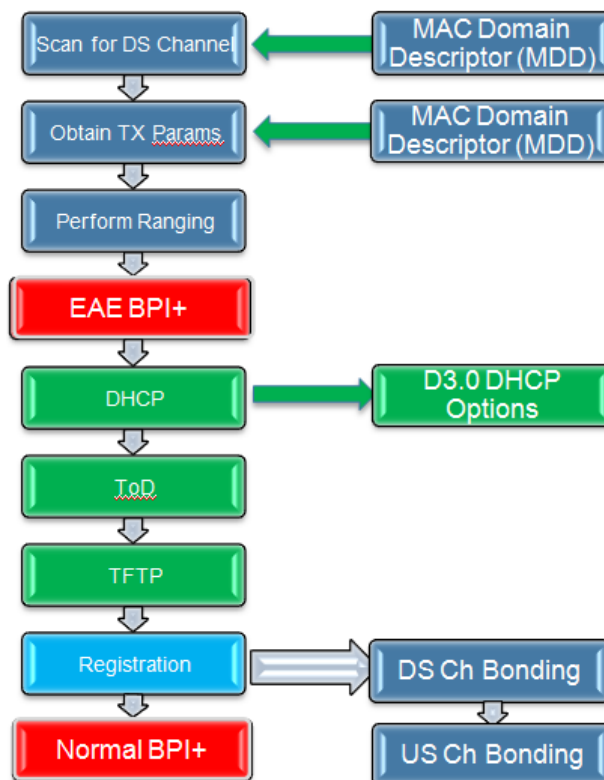 Scan for DS Channel
MAC Domain
Descriptor (MDD)
Obtain TX Params
MAC Domain
Descriptor (MDD)
Perform Ranging
EAE BPI+
DHCP
D3.0 DHCP
Options
ToD
TFTP
Registration
DS Ch Bonding
Normal BPI+
US Ch Bonding